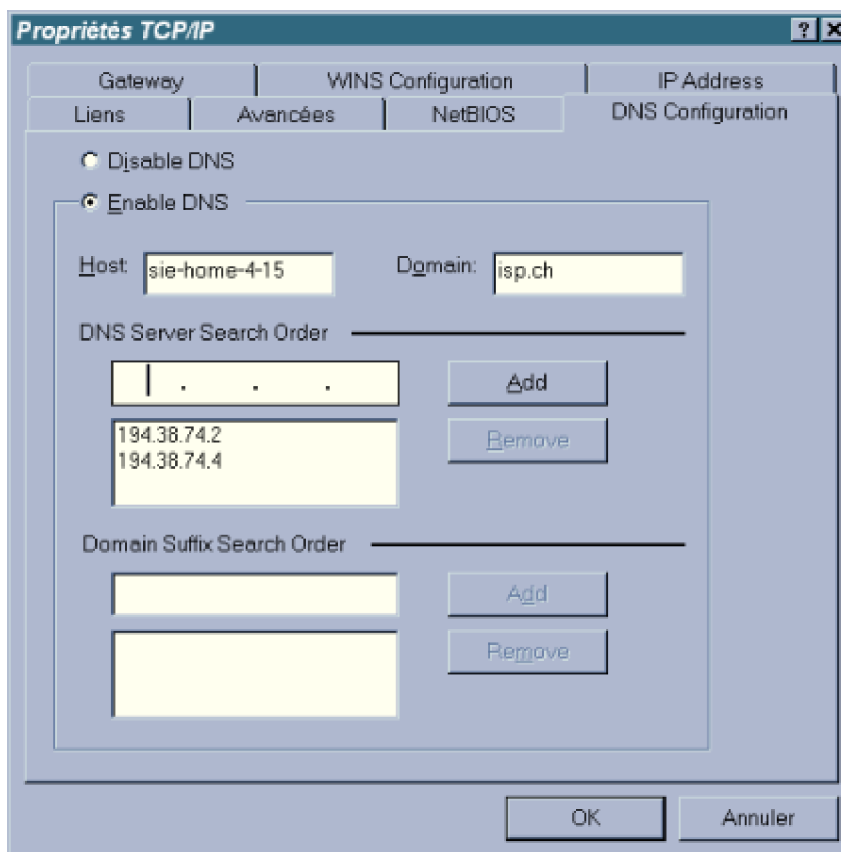 Propriétés TCP/IP
Gateway WINS Configuration IP Address
Liens Avancées NetBIOS DNS Configuration
Disable DNS
Enable DNS
Host: sie-home-4-15 Domain: isp.ch
DNS Server Search Order
. . . Add
194.38.74.2 Remove
194.38.74.4
Domain Suffix Search Order
Add
Remove
OK Annuler